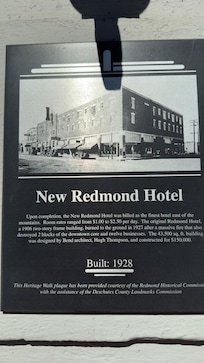 New Redmond Hotel
Upon completion, the New Redmond Hotel was billed as the finest hotel east of the
mountains. Room rates ranged from $1.00 to $2.50 per day. The original Redmond Hotel,
a 1906 two-story frame building, burned to the ground in 1927 after a massive fire that also
destroyed 2 blocks of the downtown core and twelve businesses. The 43,500 sq. ft. building
was designed by Bend architect, Hugh Thompson, and constructed for $150,000.
Built: 1928
This Heritage Walk plaque has been provided courtesy of the Redmond Historical Commission
with the assistance of the Deschutes County Landmarks Commission